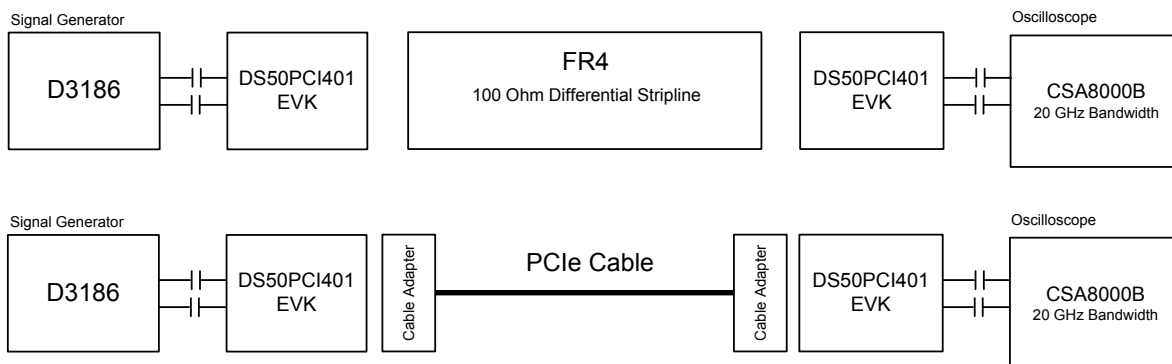 Signal Generator
Oscilloscope
D3186
DS50PCI401
EVK
FR4
100 Ohm Differential Stripline
DS50PCI401
EVK
CSA8000B
20 GHz Bandwidth
Signal Generator
Oscilloscope
D3186
DS50PCI401
EVK
Cable Adapter
PCIe Cable
Cable Adapter
DS50PCI401
EVK
CSA8000B
20 GHz Bandwidth